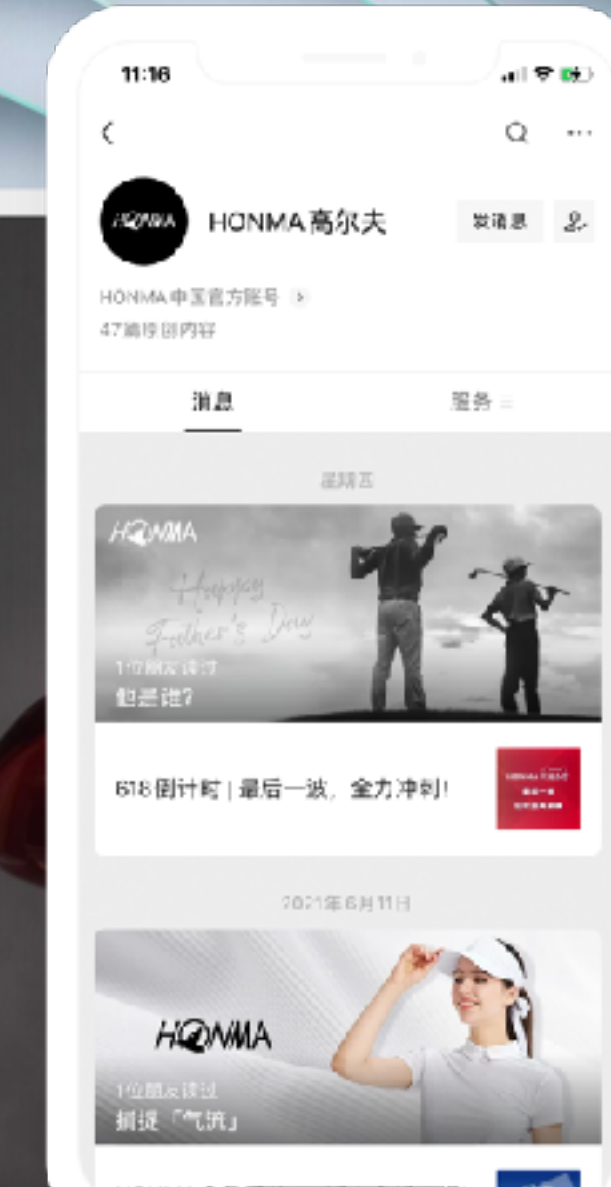 11:16
HONMA
HONMA高尔夫
发消息
HONMA中国官方账号
47篇原创内容
消息
服务
星期四
HONMA
Happy
Father's Day
1位朋友读过
他是谁?
618倒计时 | 最后一波，全力冲刺!
2021年6月11日
HONMA
1位朋友读过
捕捉「气流」